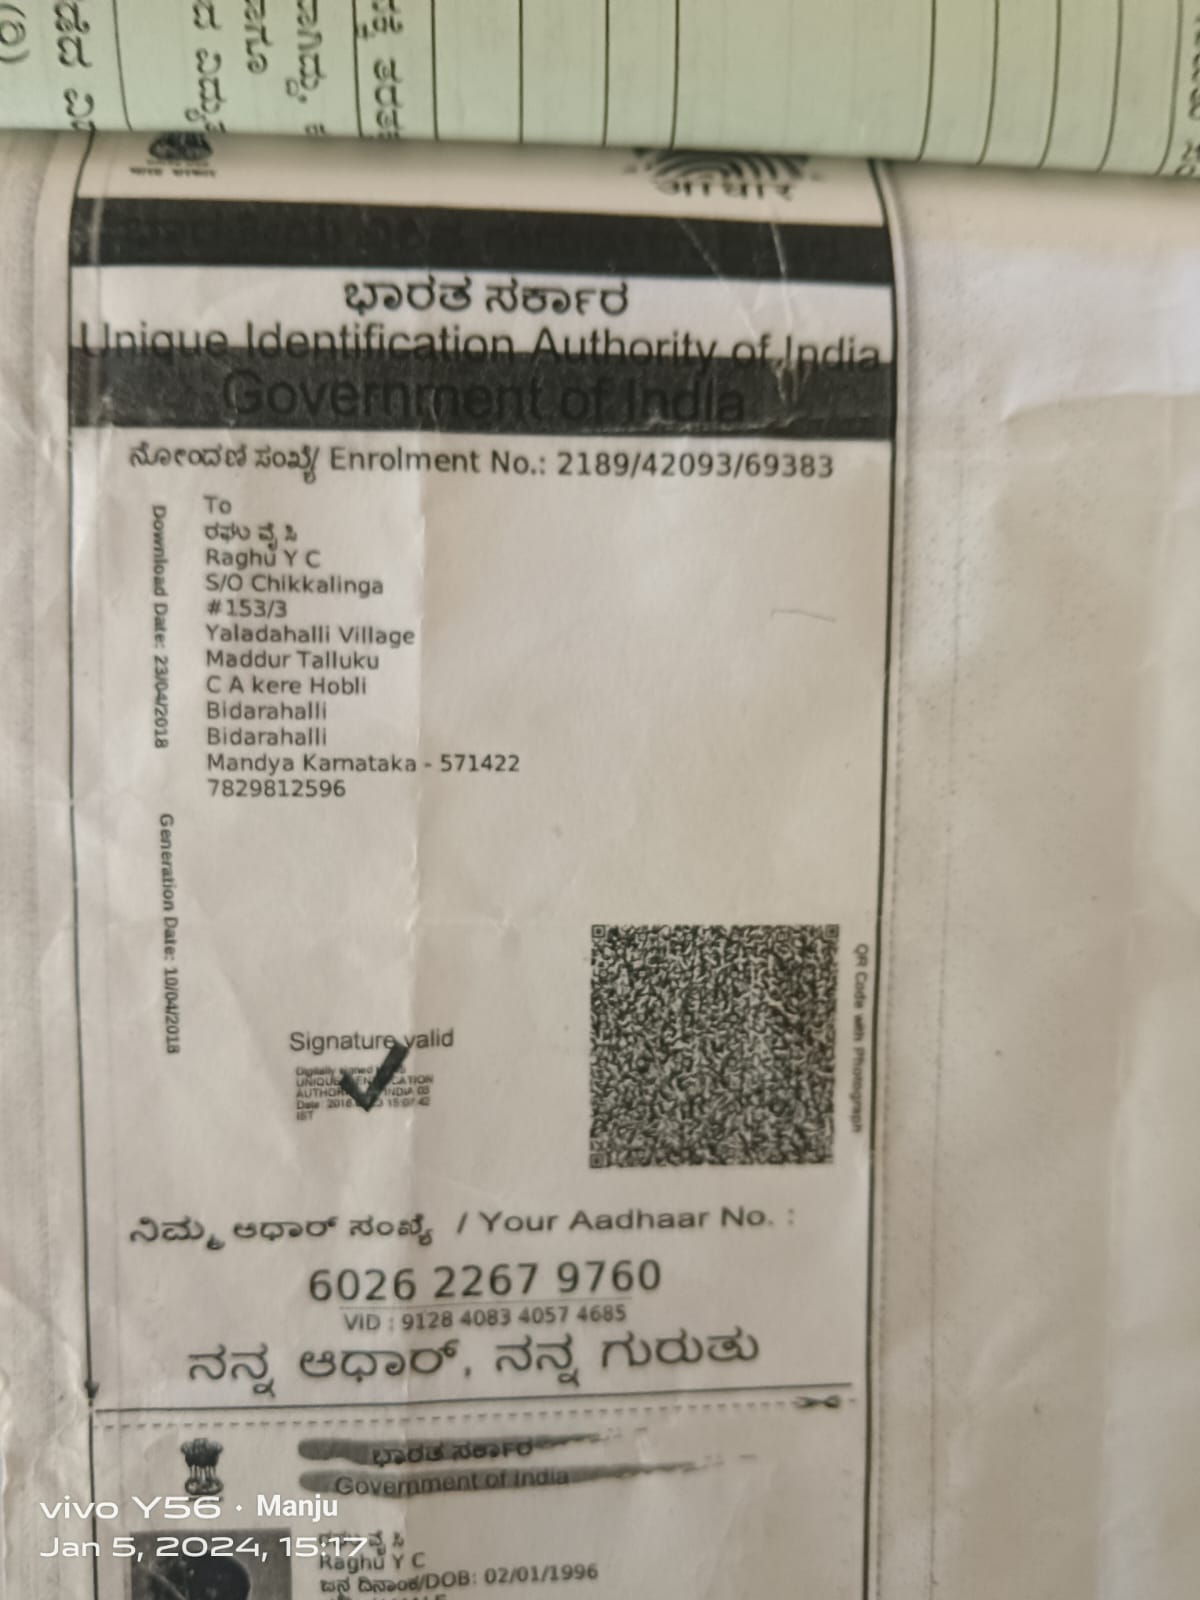 आधार
ಭಾರತ ಸರ್ಕಾರ
Unique Identification Authority of India
Government of India
ನೋಂದಣಿ ಸಂಖ್ಯೆ/ Enrolment No.: 2189/42093/69383
To
ರಘು ವೈ ಸಿ
Raghu Y C
S/O Chikkalinga
#153/3
Yaladahalli Village
Maddur Talluku
C A kere Hobli
Bidarahalli
Bidarahalli
Mandya Karnataka - 571422
7829812596
Download Date: 23/04/2018
Generation Date: 10/04/2018
Signature valid
QR Code with Photograph
ನಿಮ್ಮ ಆಧಾರ್ ಸಂಖ್ಯೆ / Your Aadhaar No. :
6026 2267 9760
VID : 9128 4083 4057 4685
ನನ್ನ ಆಧಾರ್, ನನ್ನ ಗುರುತು
ಭಾರತ ಸರ್ಕಾರ
Government of India
ರಘು ವೈ ಸಿ
Raghu Y C
ಜನ್ಮ ದಿನಾಂಕ/DOB: 02/01/1996
vivo Y56 · Manju
Jan 5, 2024, 15:17